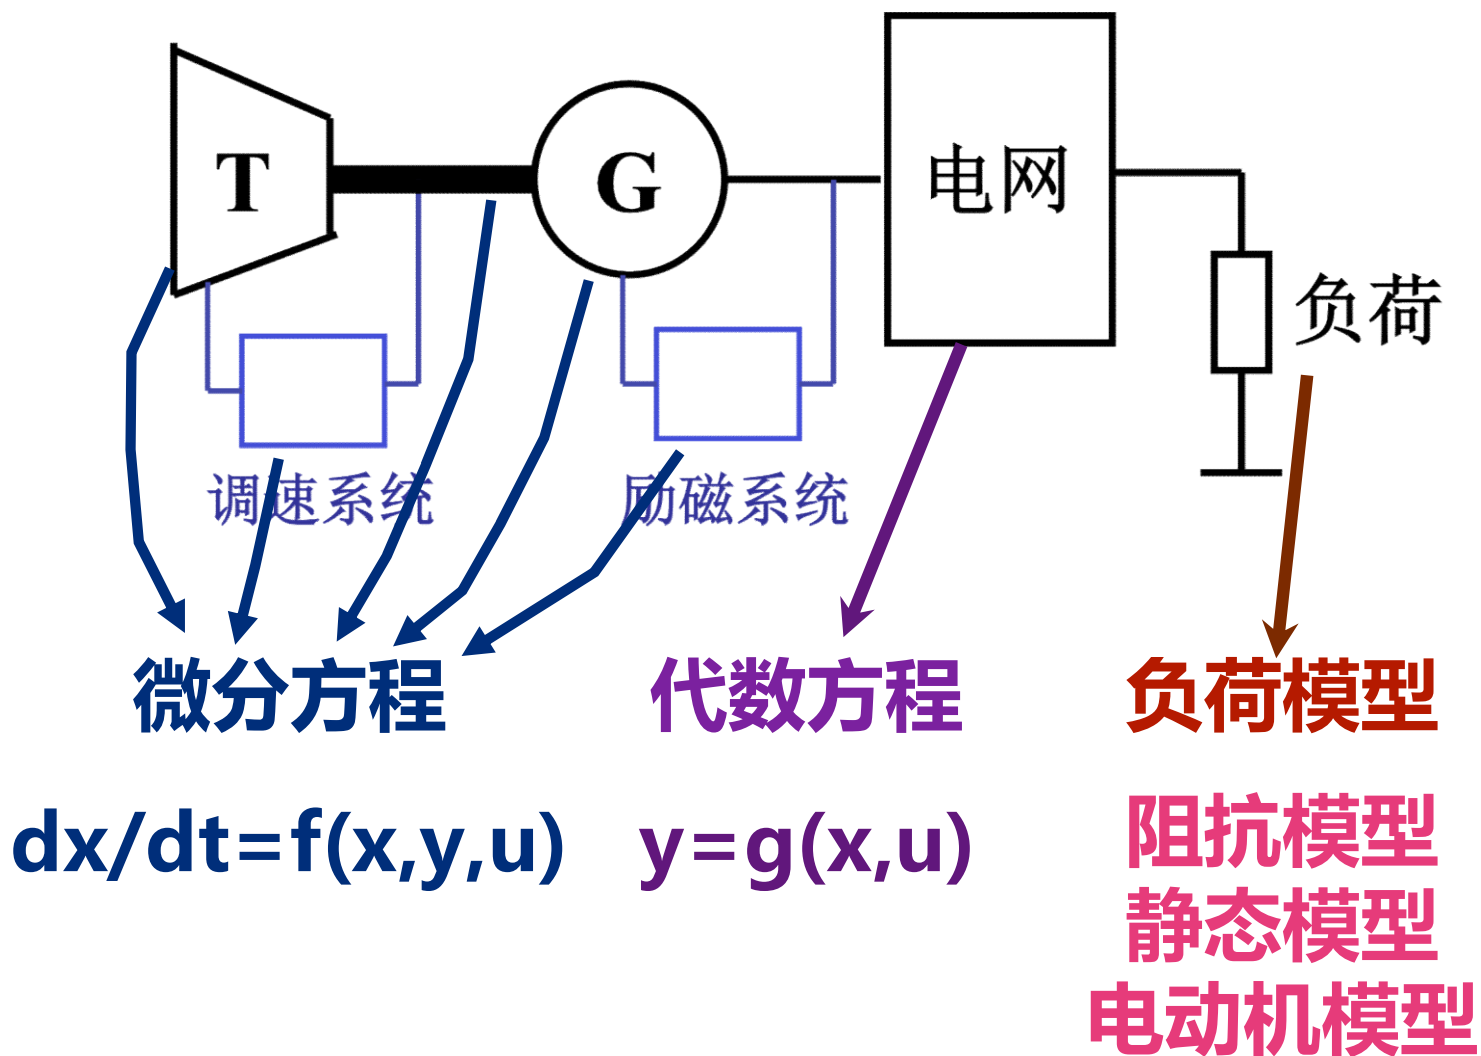 T
G
电网
负荷
调速系统
励磁系统
微分方程
代数方程
负荷模型
dx/dt=f(x,y,u)
y=g(x,u)
阻抗模型
静态模型
电动机模型